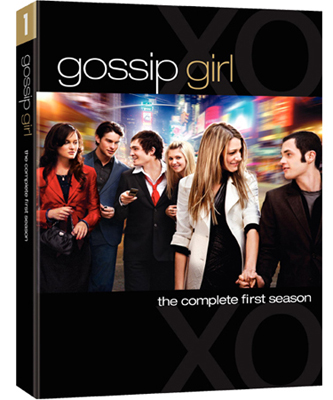 1
gossip girl
the complete first season
XO
gossip girl
the complete first season
XO